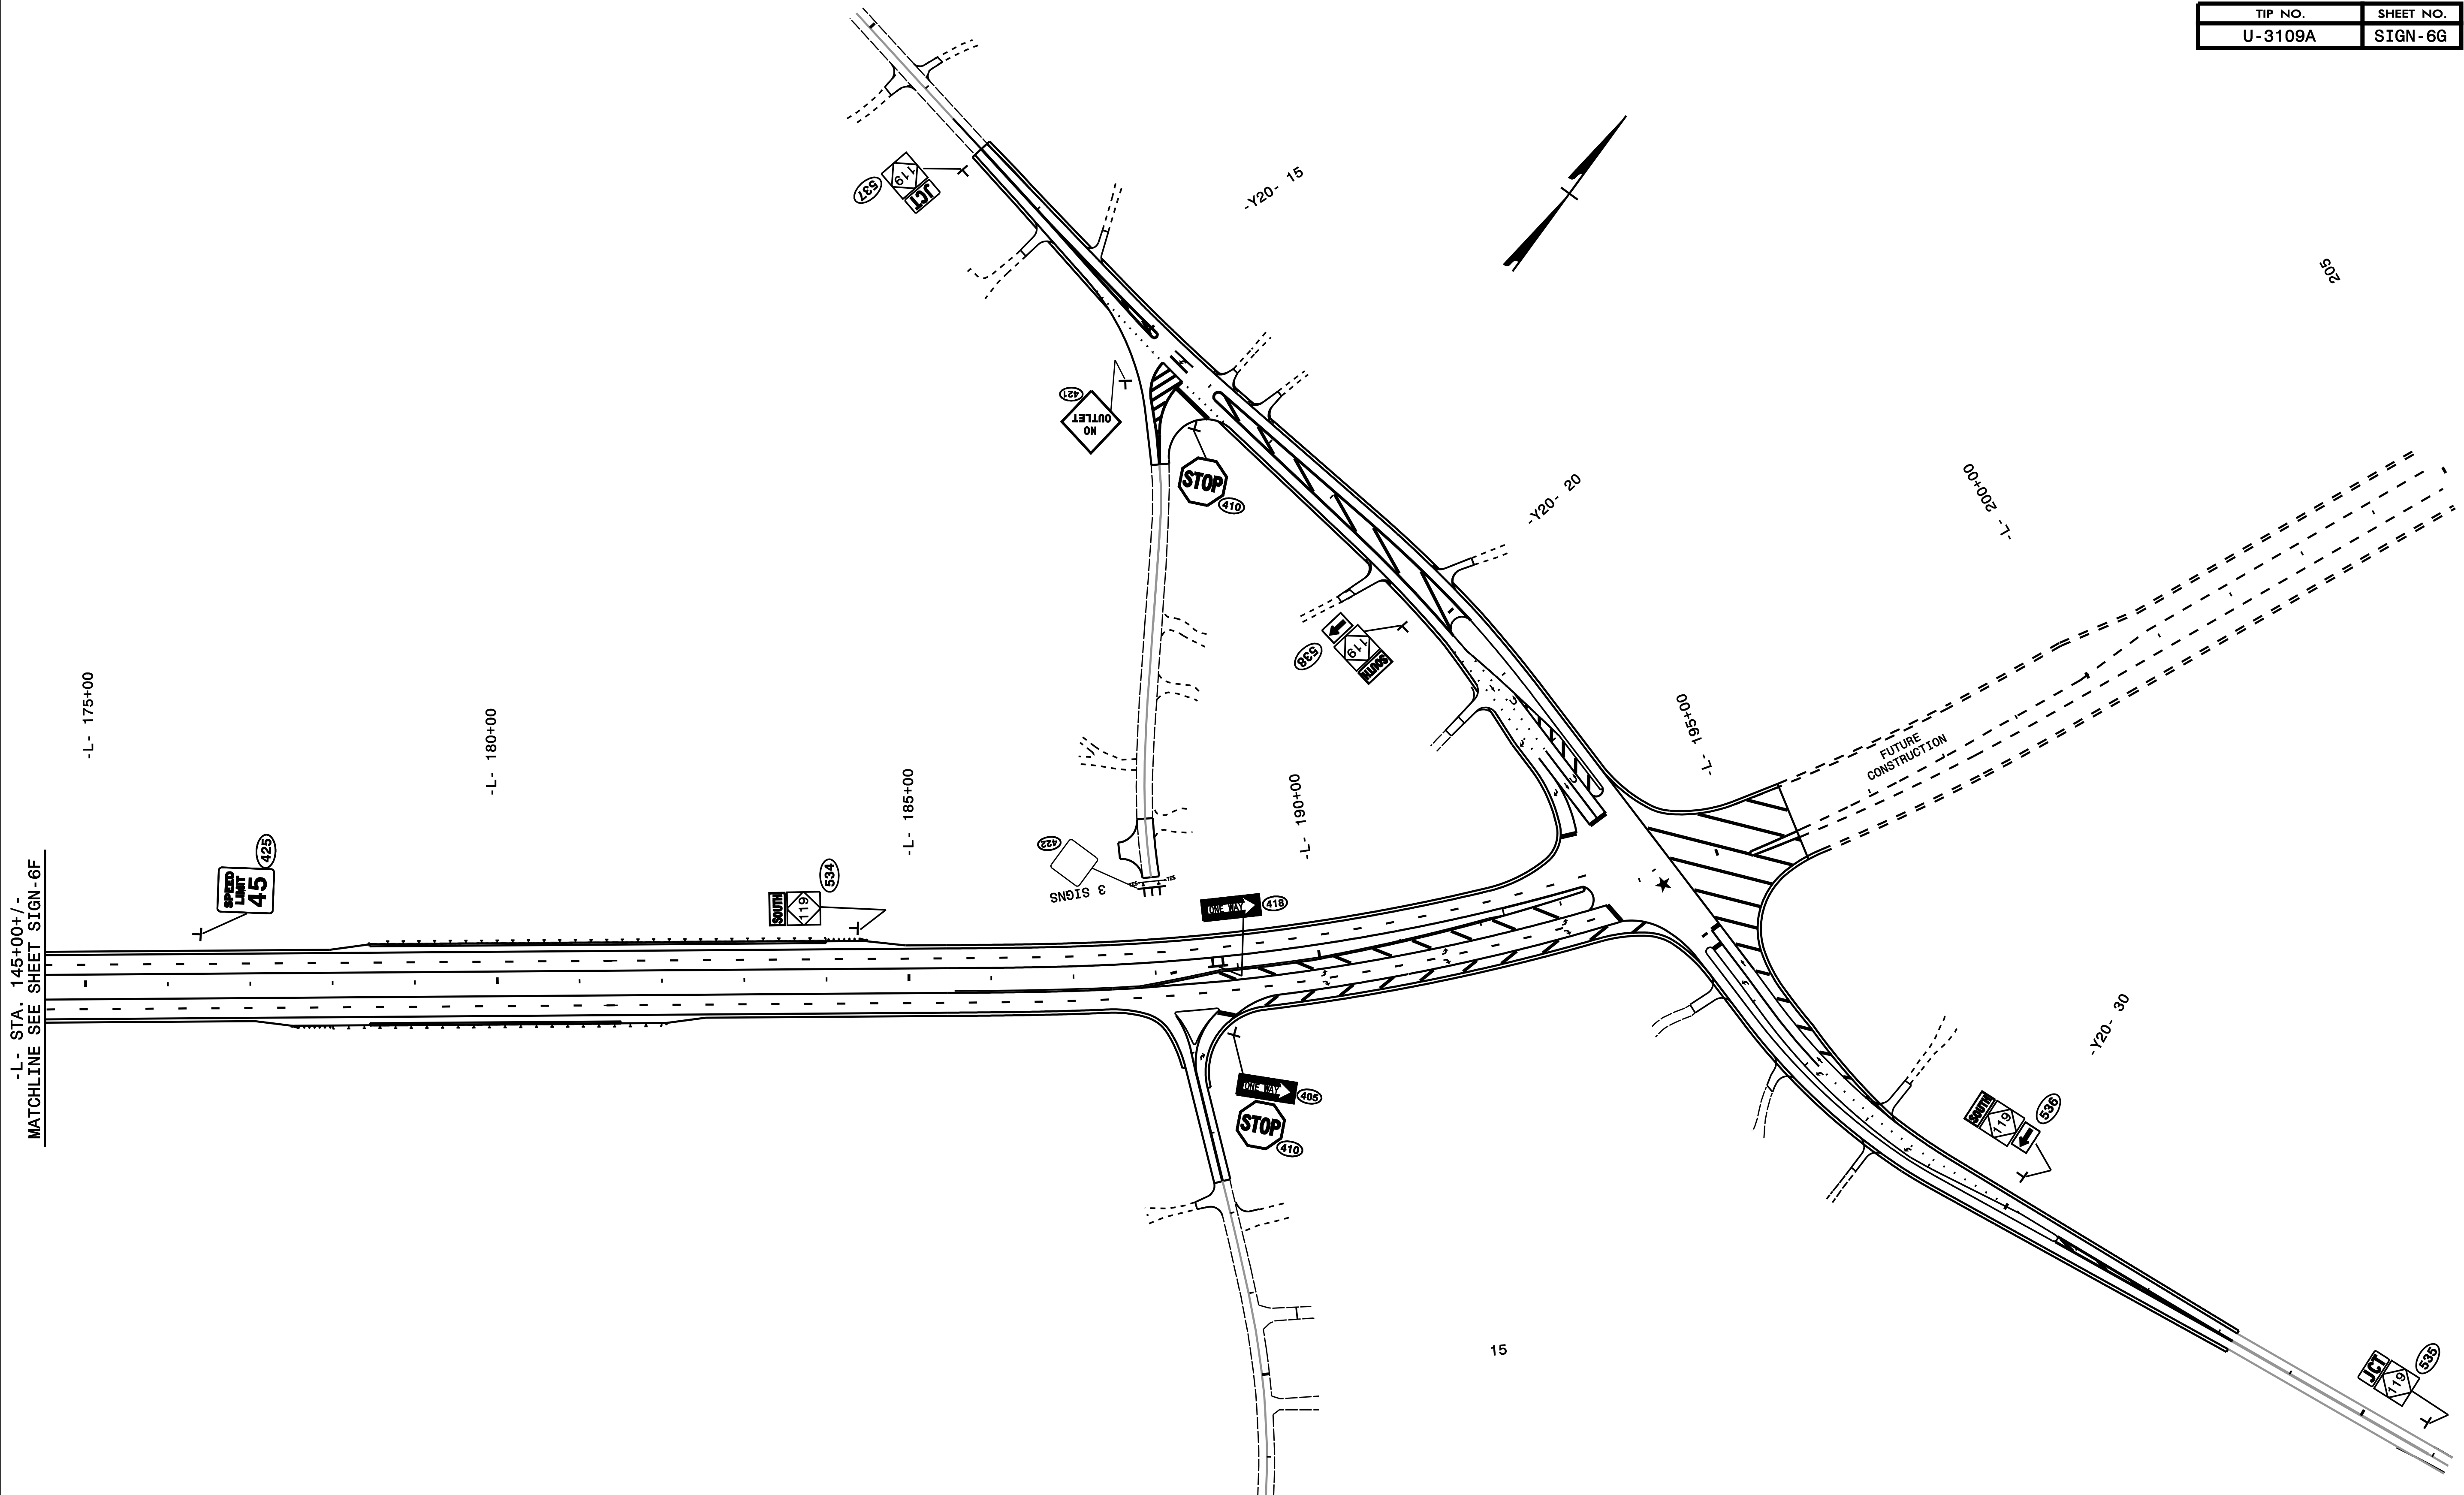 TIP NO.
SHEET NO.
U-3109A
SIGN-6G
537
119
JCT
-Y20- 15
205
421
NO
OUTLET
STOP
410
-Y20- 20
-L- 200+00
538
119
SOUTH
-L- 175+00
-L- 180+00
-L- 185+00
-L- 190+00
-L- 195+00
FUTURE
CONSTRUCTION
-L- STA. 145+00+/-
MATCHLINE SEE SHEET SIGN-6F
SPEED
LIMIT
45
425
SOUTH
119
534
422
3 SIGNS
ONE WAY
418
ONE WAY
405
STOP
410
-Y20- 30
SOUTH
119
536
15
JCT
119
535